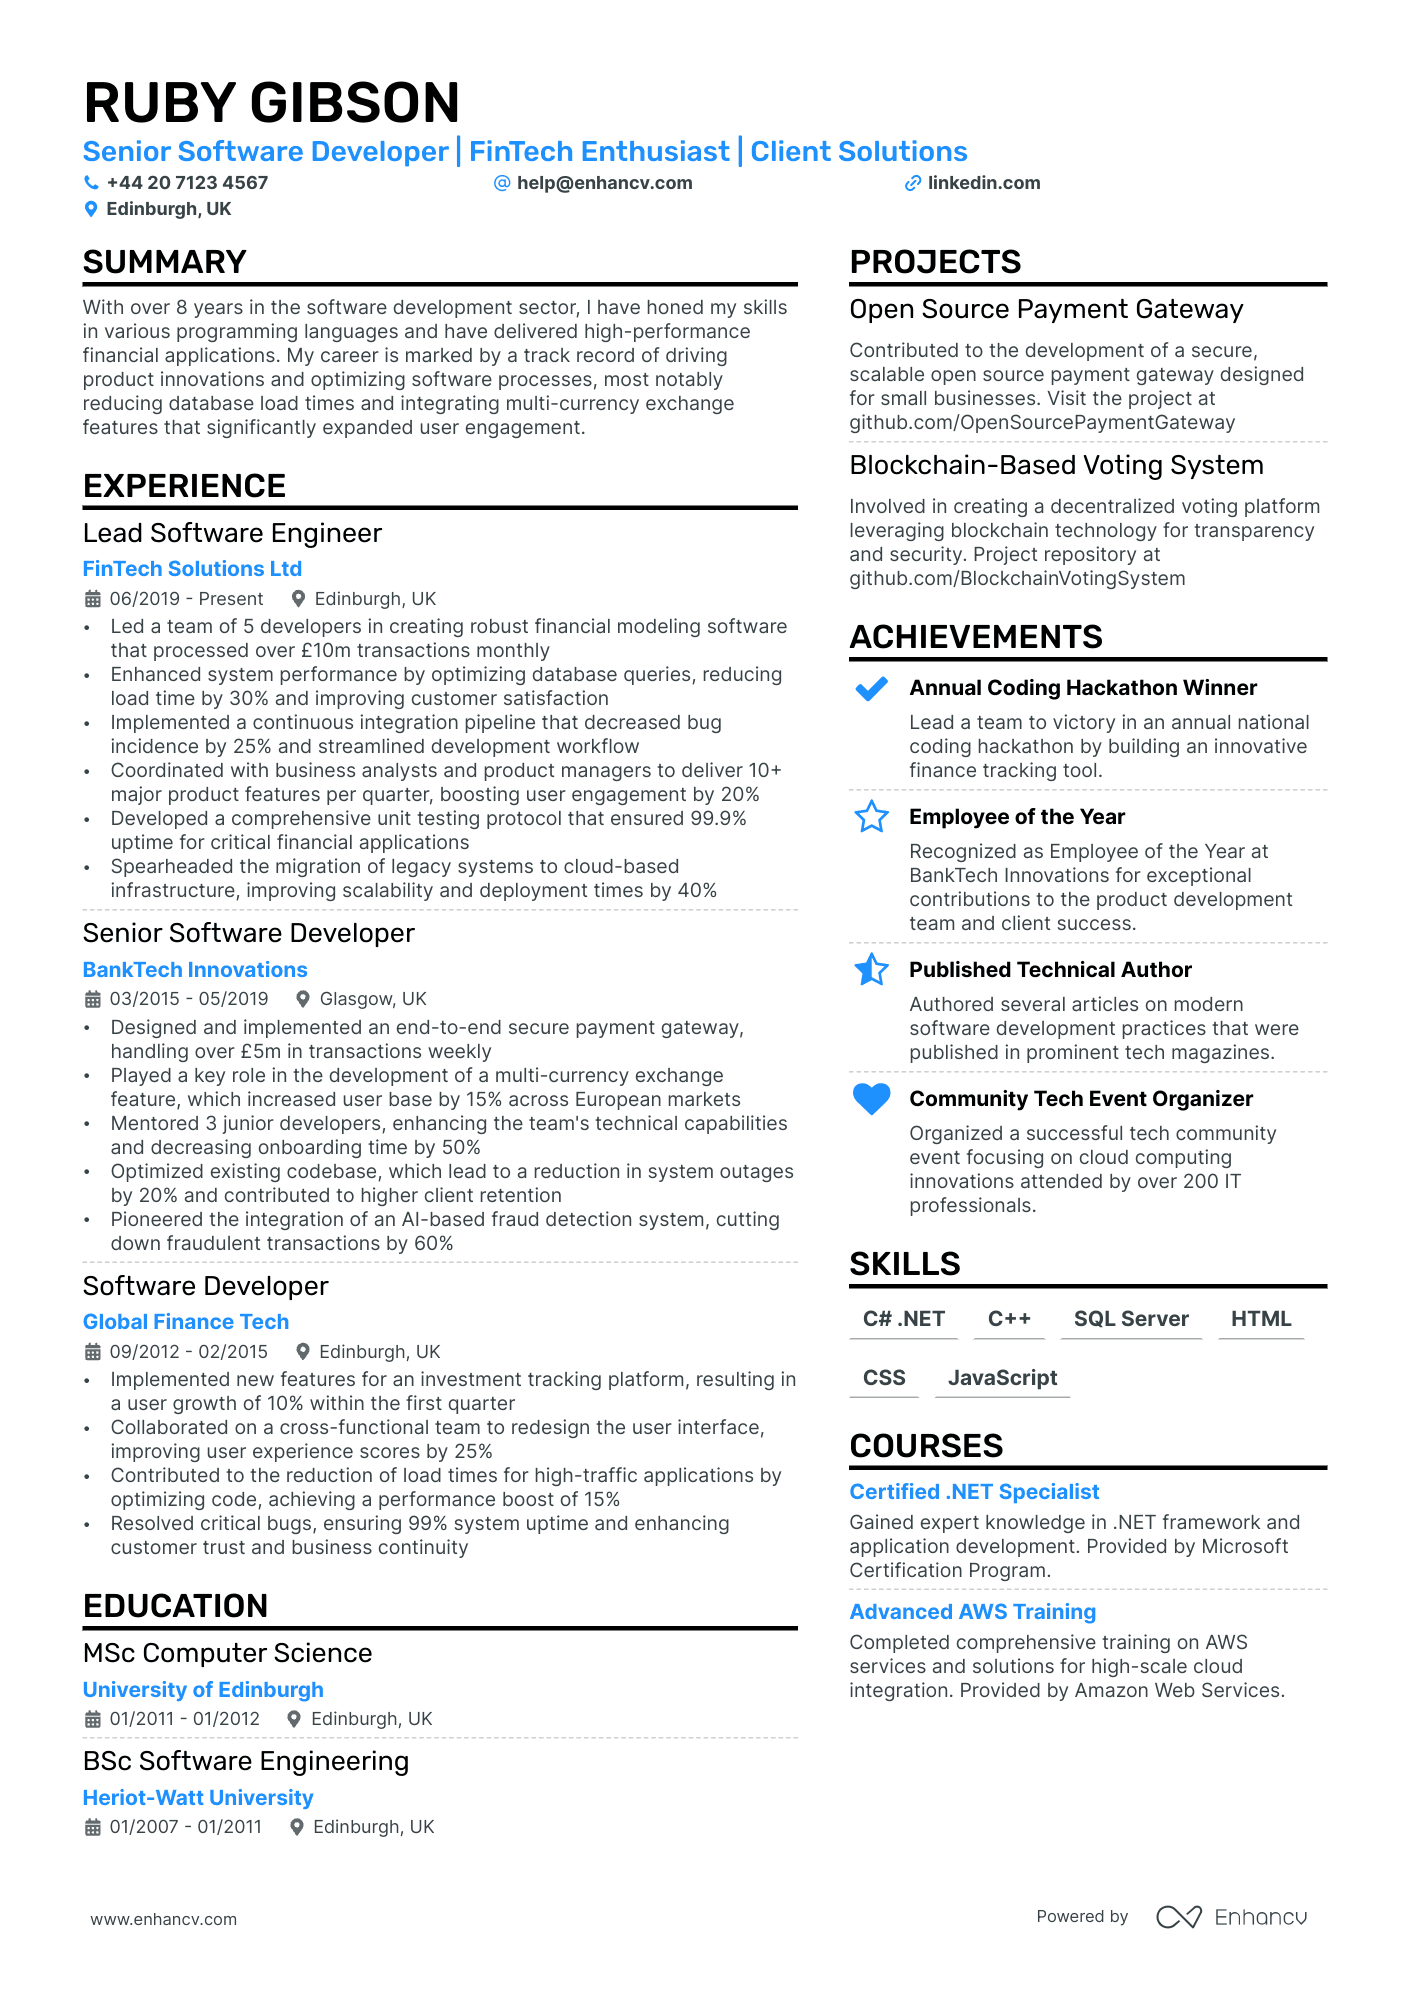 RUBY GIBSON
Senior Software Developer | FinTech Enthusiast | Client Solutions
+44 20 7123 4567
@ help@enhancv.com
linkedin.com
Edinburgh, UK
SUMMARY
With over 8 years in the software development sector, I have honed my skills
in various programming languages and have delivered high-performance
financial applications. My career is marked by a track record of driving
product innovations and optimizing software processes, most notably
reducing database load times and integrating multi-currency exchange
features that significantly expanded user engagement.
EXPERIENCE
Lead Software Engineer
FinTech Solutions Ltd
06/2019 - Present
Edinburgh, UK
• Led a team of 5 developers in creating robust financial modeling software
that processed over £10m transactions monthly
• Enhanced system performance by optimizing database queries, reducing
load time by 30% and improving customer satisfaction
• Implemented a continuous integration pipeline that decreased bug
incidence by 25% and streamlined development workflow
• Coordinated with business analysts and product managers to deliver 10+
major product features per quarter, boosting user engagement by 20%
• Developed a comprehensive unit testing protocol that ensured 99.9%
uptime for critical financial applications
• Spearheaded the migration of legacy systems to cloud-based
infrastructure, improving scalability and deployment times by 40%
Senior Software Developer
BankTech Innovations
03/2015 - 05/2019
Glasgow, UK
• Designed and implemented an end-to-end secure payment gateway,
handling over £5m in transactions weekly
• Played a key role in the development of a multi-currency exchange
feature, which increased user base by 15% across European markets
• Mentored 3 junior developers, enhancing the team's technical capabilities
and decreasing onboarding time by 50%
• Optimized existing codebase, which lead to a reduction in system outages
by 20% and contributed to higher client retention
• Pioneered the integration of an AI-based fraud detection system, cutting
down fraudulent transactions by 60%
Software Developer
Global Finance Tech
09/2012 - 02/2015
Edinburgh, UK
• Implemented new features for an investment tracking platform, resulting in
a user growth of 10% within the first quarter
• Collaborated on a cross-functional team to redesign the user interface,
improving user experience scores by 25%
• Contributed to the reduction of load times for high-traffic applications by
optimizing code, achieving a performance boost of 15%
• Resolved critical bugs, ensuring 99% system uptime and enhancing
customer trust and business continuity
EDUCATION
MSc Computer Science
University of Edinburgh
01/2011 - 01/2012
Edinburgh, UK
BSc Software Engineering
Heriot-Watt University
01/2007 - 01/2011
Edinburgh, UK
PROJECTS
Open Source Payment Gateway
Contributed to the development of a secure,
scalable open source payment gateway designed
for small businesses. Visit the project at
github.com/OpenSourcePaymentGateway
Blockchain-Based Voting System
Involved in creating a decentralized voting platform
leveraging blockchain technology for transparency
and security. Project repository at
github.com/BlockchainVotingSystem
ACHIEVEMENTS
Annual Coding Hackathon Winner
Lead a team to victory in an annual national
coding hackathon by building an innovative
finance tracking tool.
Employee of the Year
Recognized as Employee of the Year at
BankTech Innovations for exceptional
contributions to the product development
team and client success.
Published Technical Author
Authored several articles on modern
software development practices that were
published in prominent tech magazines.
Community Tech Event Organizer
Organized a successful tech community
event focusing on cloud computing
innovations attended by over 200 IT
professionals.
SKILLS
C# .NET C++ SQL Server HTML
CSS JavaScript
COURSES
Certified .NET Specialist
Gained expert knowledge in .NET framework and
application development. Provided by Microsoft
Certification Program.
Advanced AWS Training
Completed comprehensive training on AWS
services and solutions for high-scale cloud
integration. Provided by Amazon Web Services.
www.enhancv.com
Powered by Enhancv